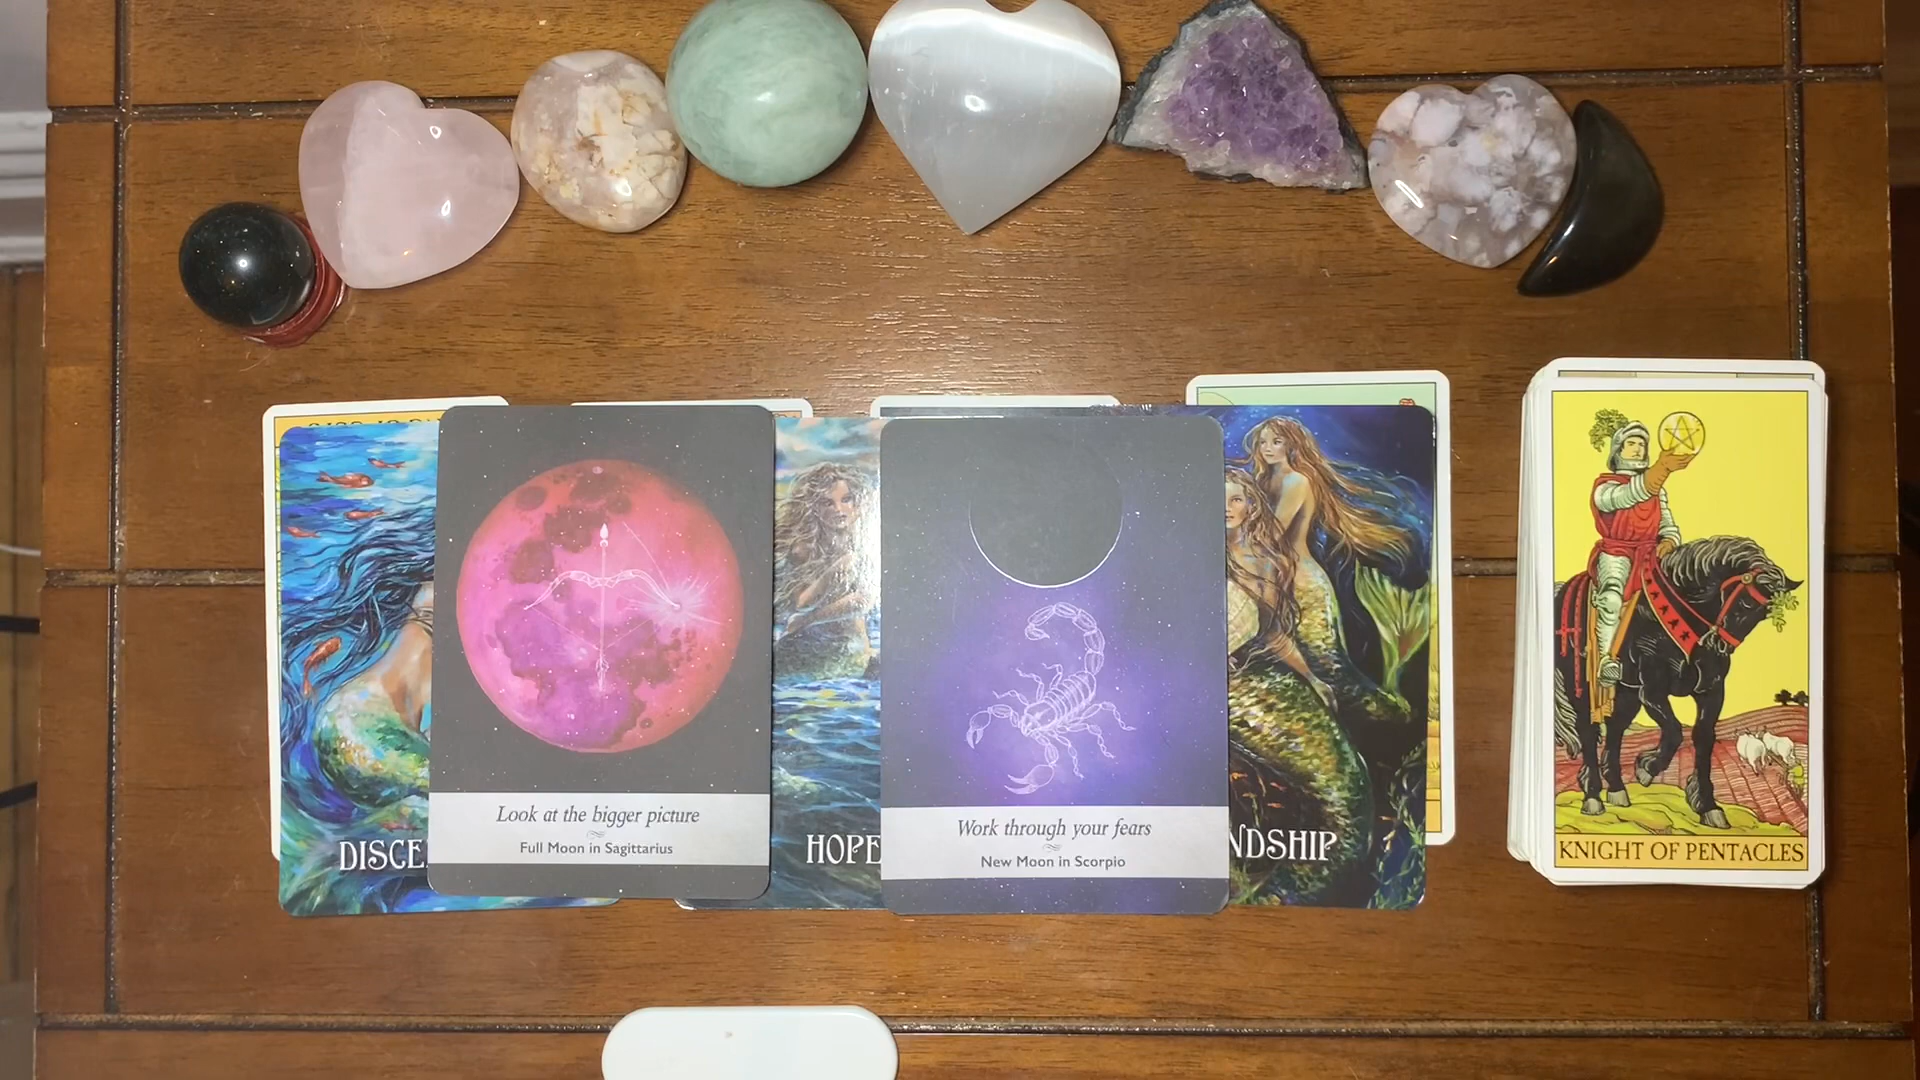 DISCE
Look at the bigger picture
Full Moon in Sagittarius
HOPE
Work through your fears
New Moon in Scorpio
NDSHIP
KNIGHT OF PENTACLES